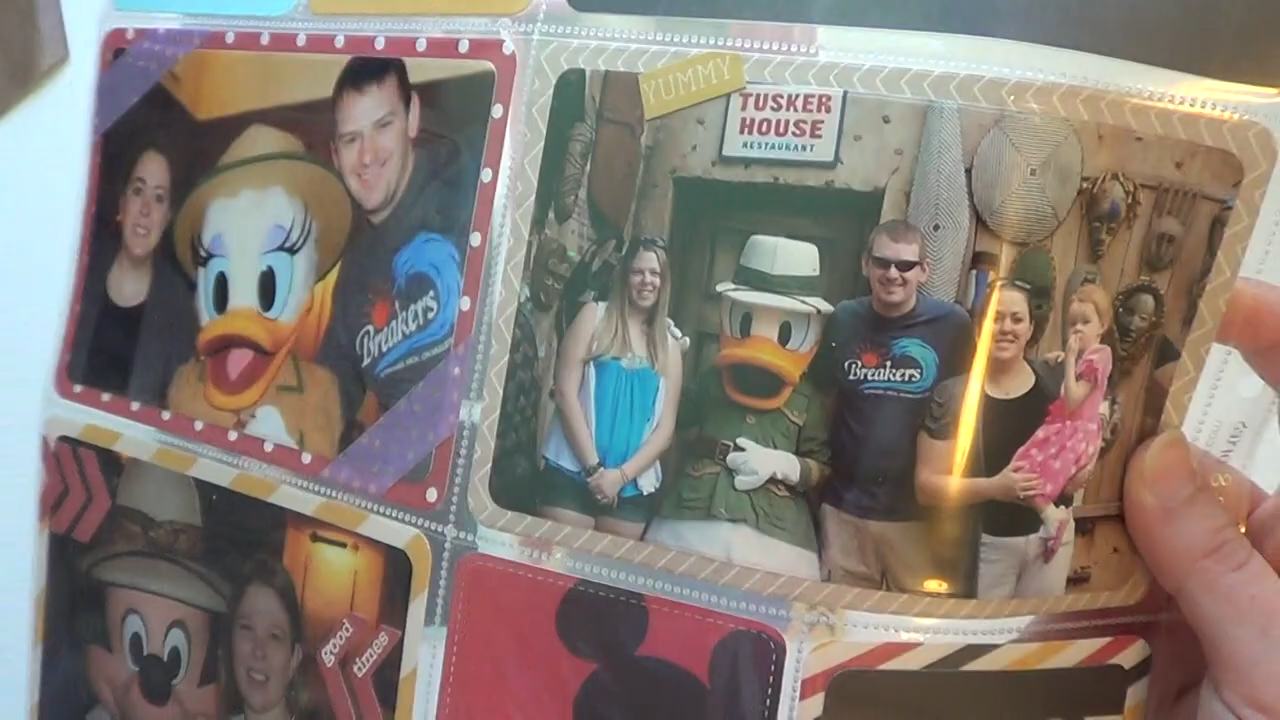 YUMMY
TUSKER
HOUSE
RESTAURANT
Breakers
Breakers
good
times